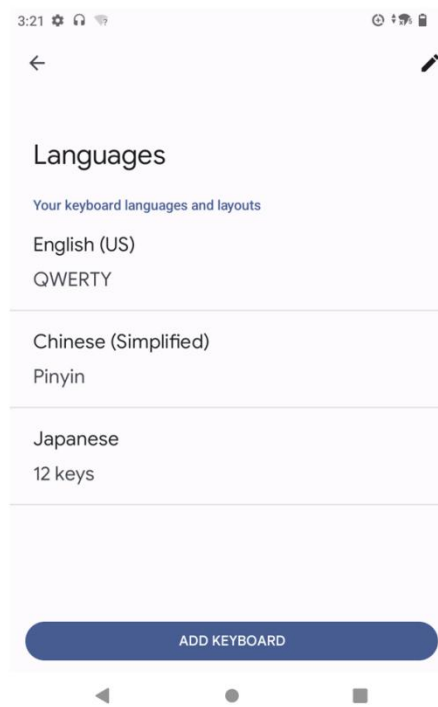 3:21
Languages
Your keyboard languages and layouts
English (US)
QWERTY
Chinese (Simplified)
Pinyin
Japanese
12 keys
ADD KEYBOARD